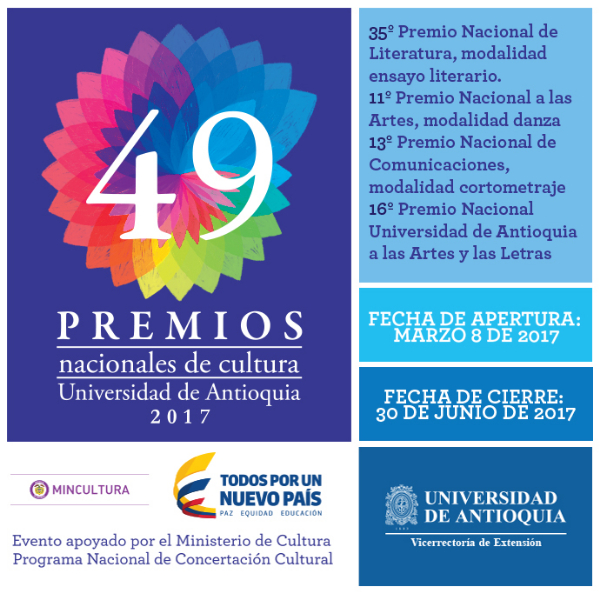 49
PREMIOS
nacionales de cultura
Universidad de Antioquia
2017
35º Premio Nacional de
Literatura, modalidad
ensayo literario.
11º Premio Nacional a las
Artes, modalidad danza
13º Premio Nacional de
Comunicaciones,
modalidad cortometraje
16º Premio Nacional
Universidad de Antioquia
a las Artes y las Letras
FECHA DE APERTURA:
MARZO 8 DE 2017
FECHA DE CIERRE:
30 DE JUNIO DE 2017
MINCULTURA
TODOS POR UN
NUEVO PAÍS
PAZ EQUIDAD EDUCACIÓN
Evento apoyado por el Ministerio de Cultura
Programa Nacional de Concertación Cultural
UNIVERSIDAD
DE ANTIOQUIA
1803
Vicerrectoría de Extensión